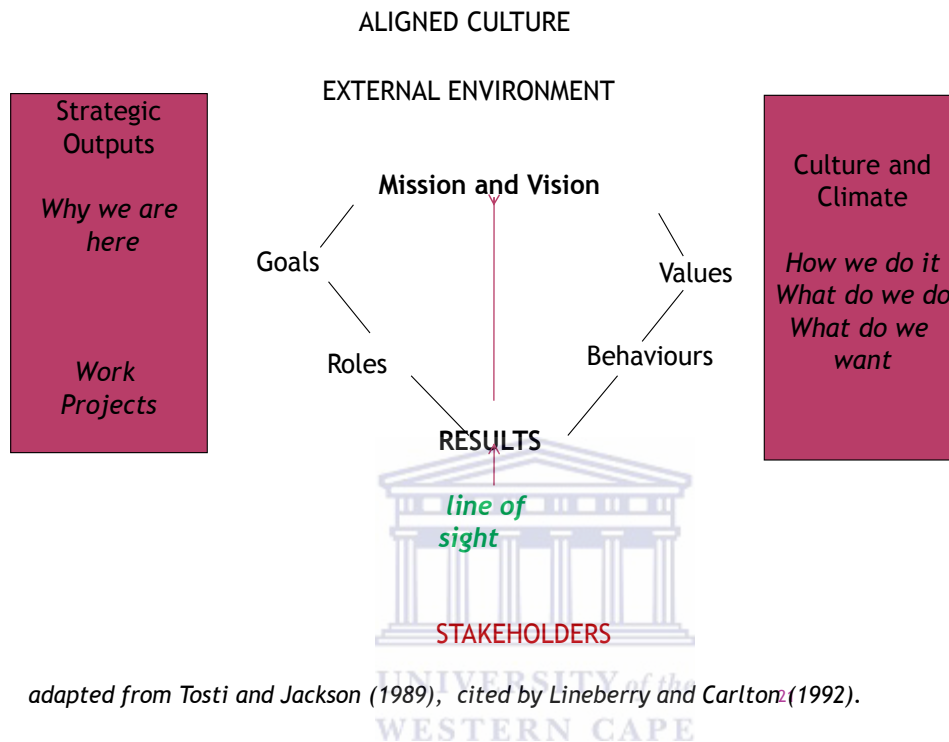 ALIGNED CULTURE
EXTERNAL ENVIRONMENT
Strategic
Outputs
Why we are
here
Work
Projects
Mission and Vision
Goals
Values
Roles
Behaviours
RESULTS
line of
sight
STAKEHOLDERS
Culture and
Climate
How we do it
What do we do
What do we
want
adapted from Tosti and Jackson (1989), cited by Lineberry and Carlton (1992).
21
UNIVERSITY of the
WESTERN CAPE